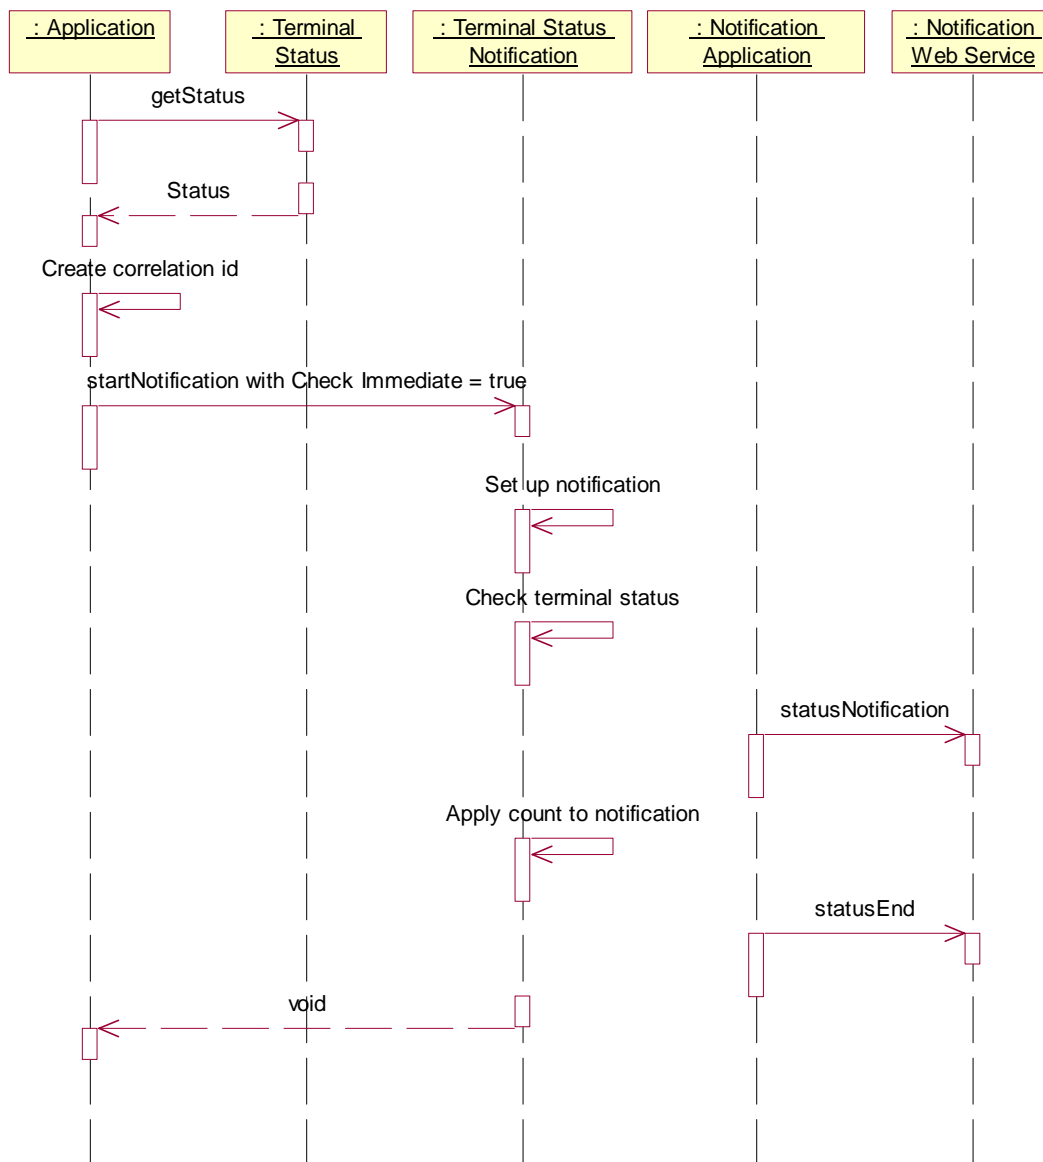 : Application
: Terminal
Status
: Terminal Status
Notification
: Notification
Application
: Notification
Web Service
getStatus
Status
Create correlation id
startNotification with Check Immediate = true
Set up notification
Check terminal status
statusNotification
Apply count to notification
statusEnd
void